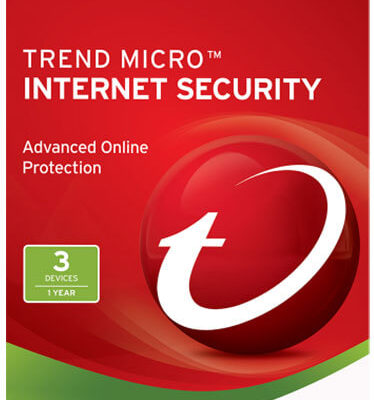 TREND MICRO™
INTERNET SECURITY
Advanced Online
Protection
3
DEVICES
1 YEAR